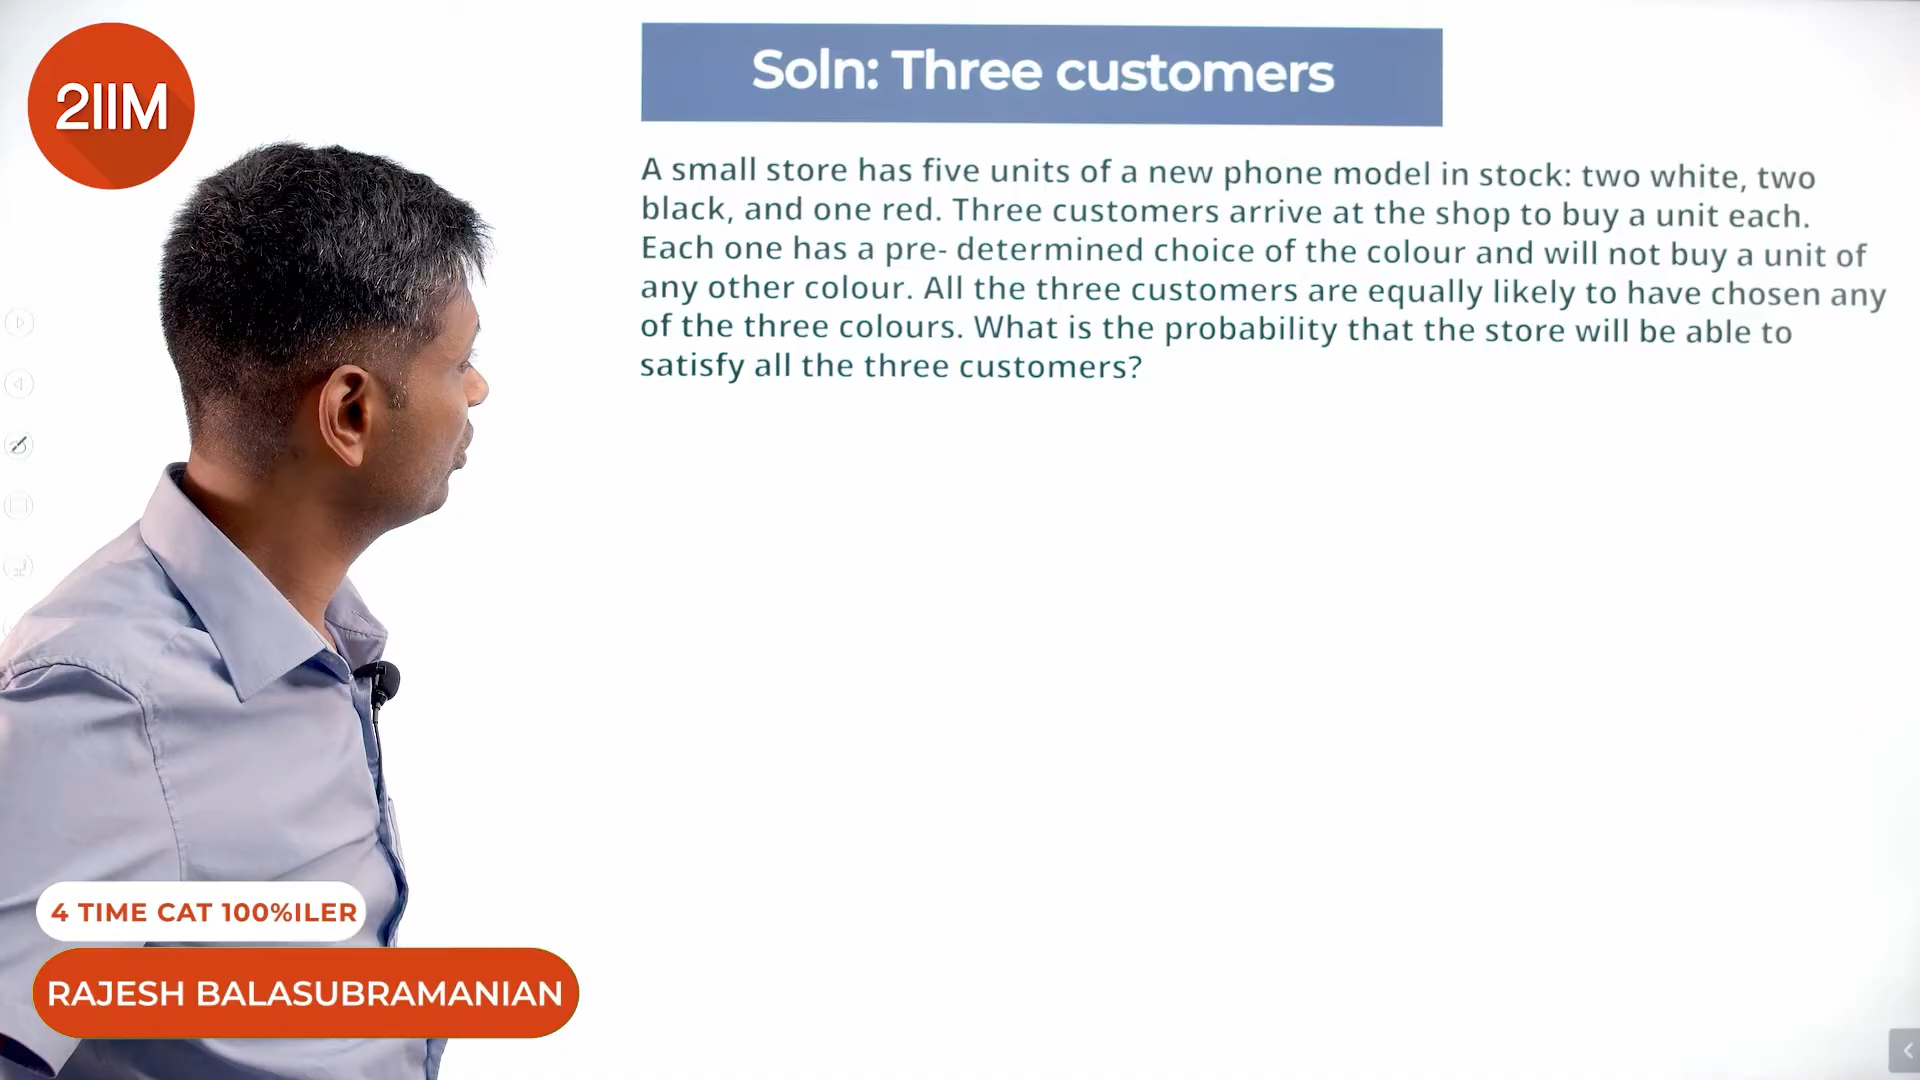 2IIM
Soln: Three customers
A small store has five units of a new phone model in stock: two white, two
black, and one red. Three customers arrive at the shop to buy a unit each.
Each one has a pre- determined choice of the colour and will not buy a unit of
any other colour. All the three customers are equally likely to have chosen any
of the three colours. What is the probability that the store will be able to
satisfy all the three customers?
4 TIME CAT 100%ILER
RAJESH BALASUBRAMANIAN